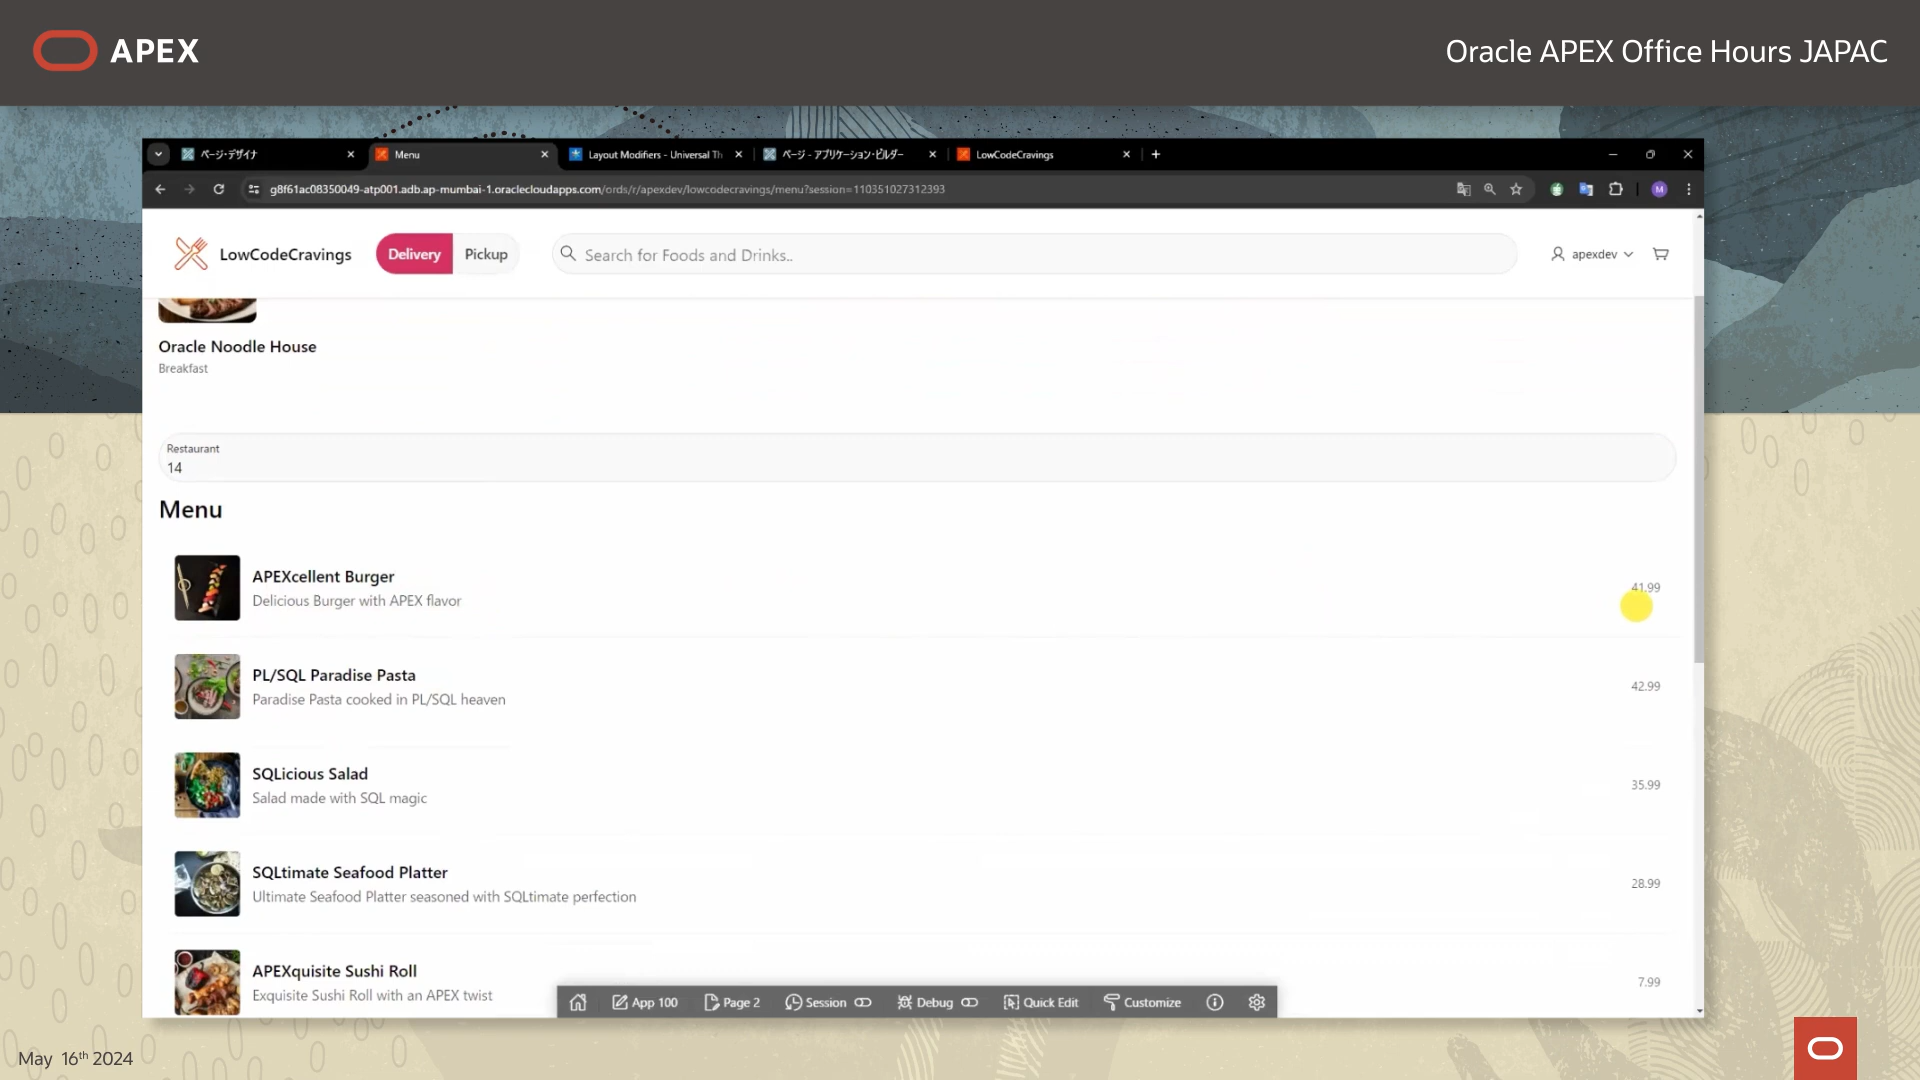 APEX
Oracle APEX Office Hours JAPAC
ページ・デザイナ
Menu
Layout Modifiers - Universal Th
ページ - アプリケーション・ビルダー
LowCodeCravings
g8f61ac08350049-atp001.adb.ap-mumbai-1.oraclecloudapps.com/ords/r/apexdev/lowcodecravings/menu?session=110351027312393
M
LowCodeCravings
Delivery
Pickup
Search for Foods and Drinks..
apexdev
Oracle Noodle House
Breakfast
Restaurant
14
Menu
APEXcellent Burger
Delicious Burger with APEX flavor
41.99
PL/SQL Paradise Pasta
Paradise Pasta cooked in PL/SQL heaven
42.99
SQLicious Salad
Salad made with SQL magic
35.99
SQLtimate Seafood Platter
Ultimate Seafood Platter seasoned with SQLtimate perfection
28.99
APEXquisite Sushi Roll
Exquisite Sushi Roll with an APEX twist
7.99
App 100
Page 2
Session
Debug
Quick Edit
Customize
May 16th 2024